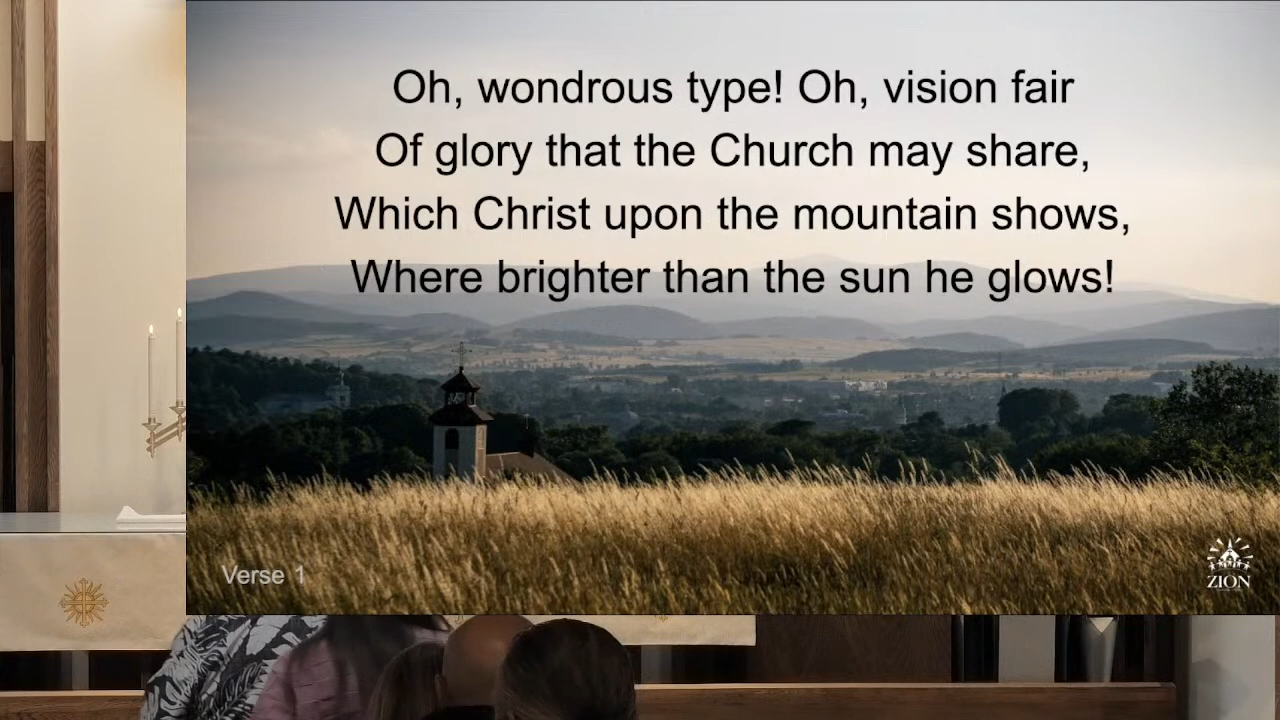 Oh, wondrous type! Oh, vision fair
Of glory that the Church may share,
Which Christ upon the mountain shows,
Where brighter than the sun he glows!
Verse 1
ZION